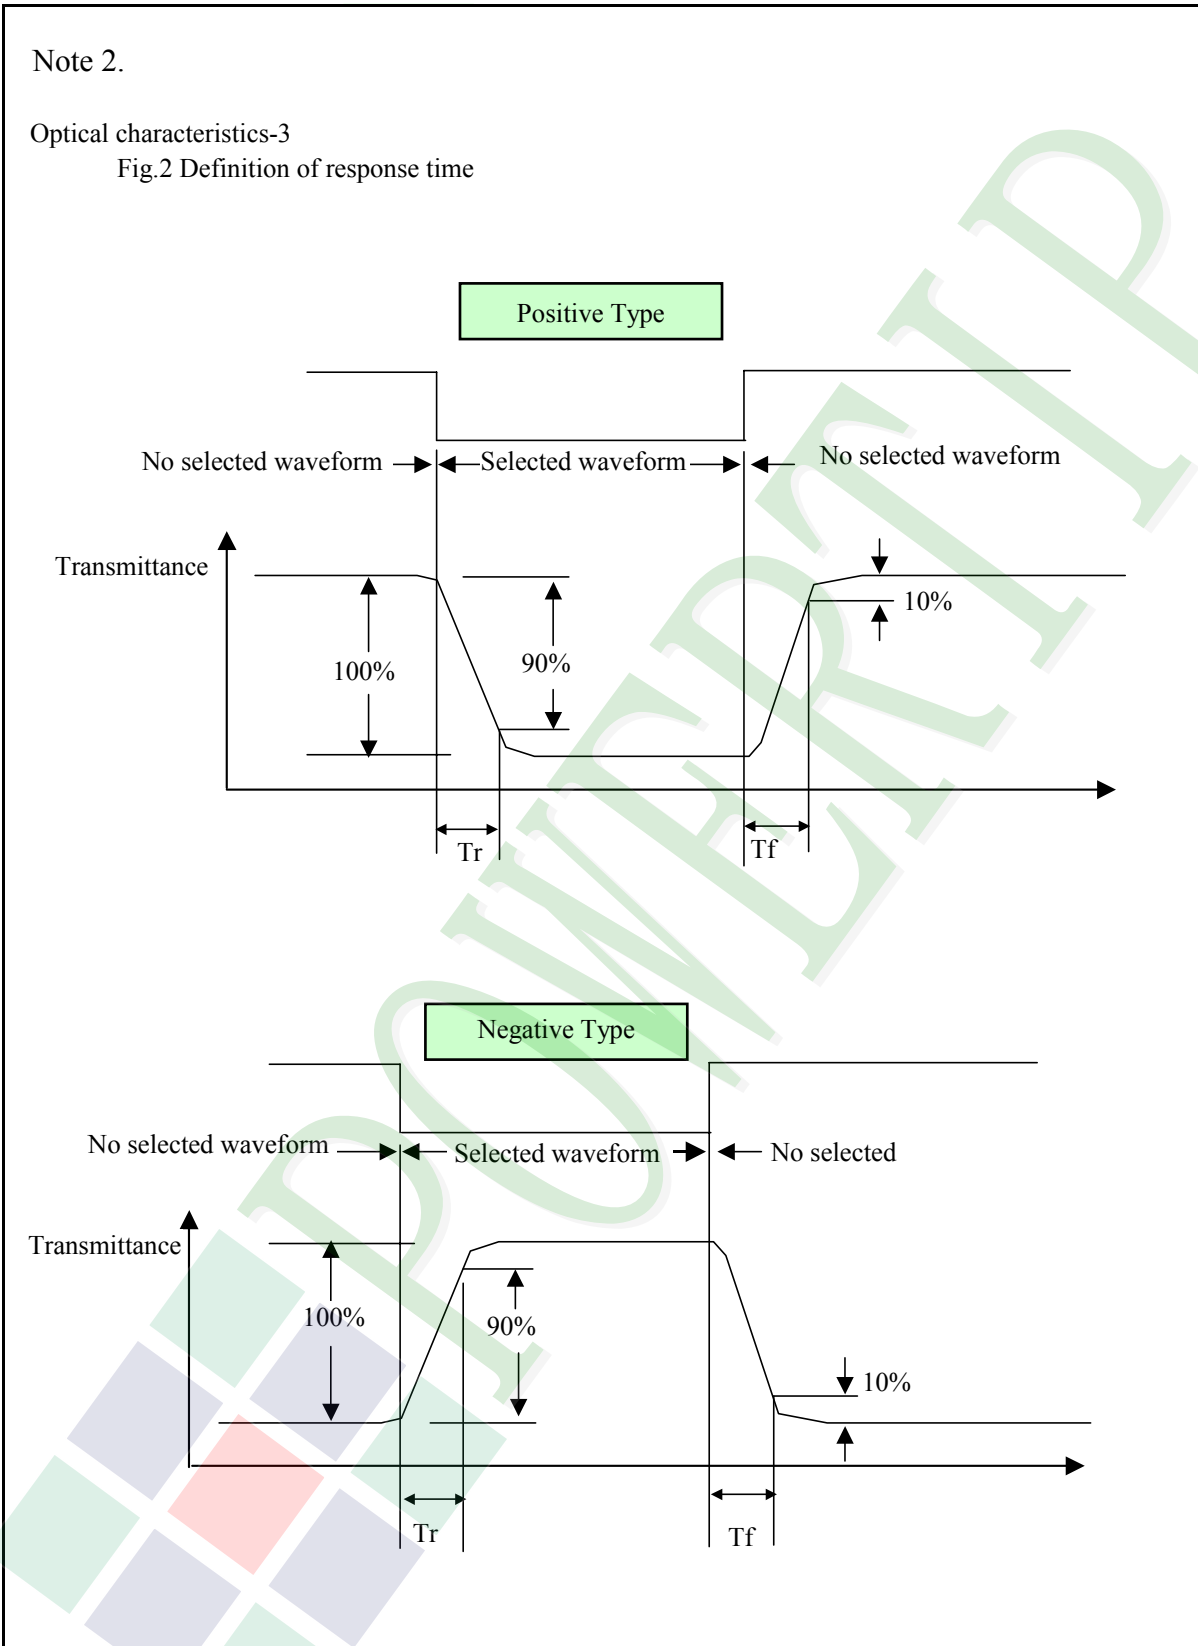 Note 2.
Optical characteristics-3
Fig.2 Definition of response time
Positive Type
No selected waveform
Selected waveform
No selected waveform
Transmittance
100%
90%
10%
Tr
Tf
Negative Type
No selected waveform
Selected waveform
No selected
Transmittance
100%
90%
10%
Tr
Tf
POWERTIP